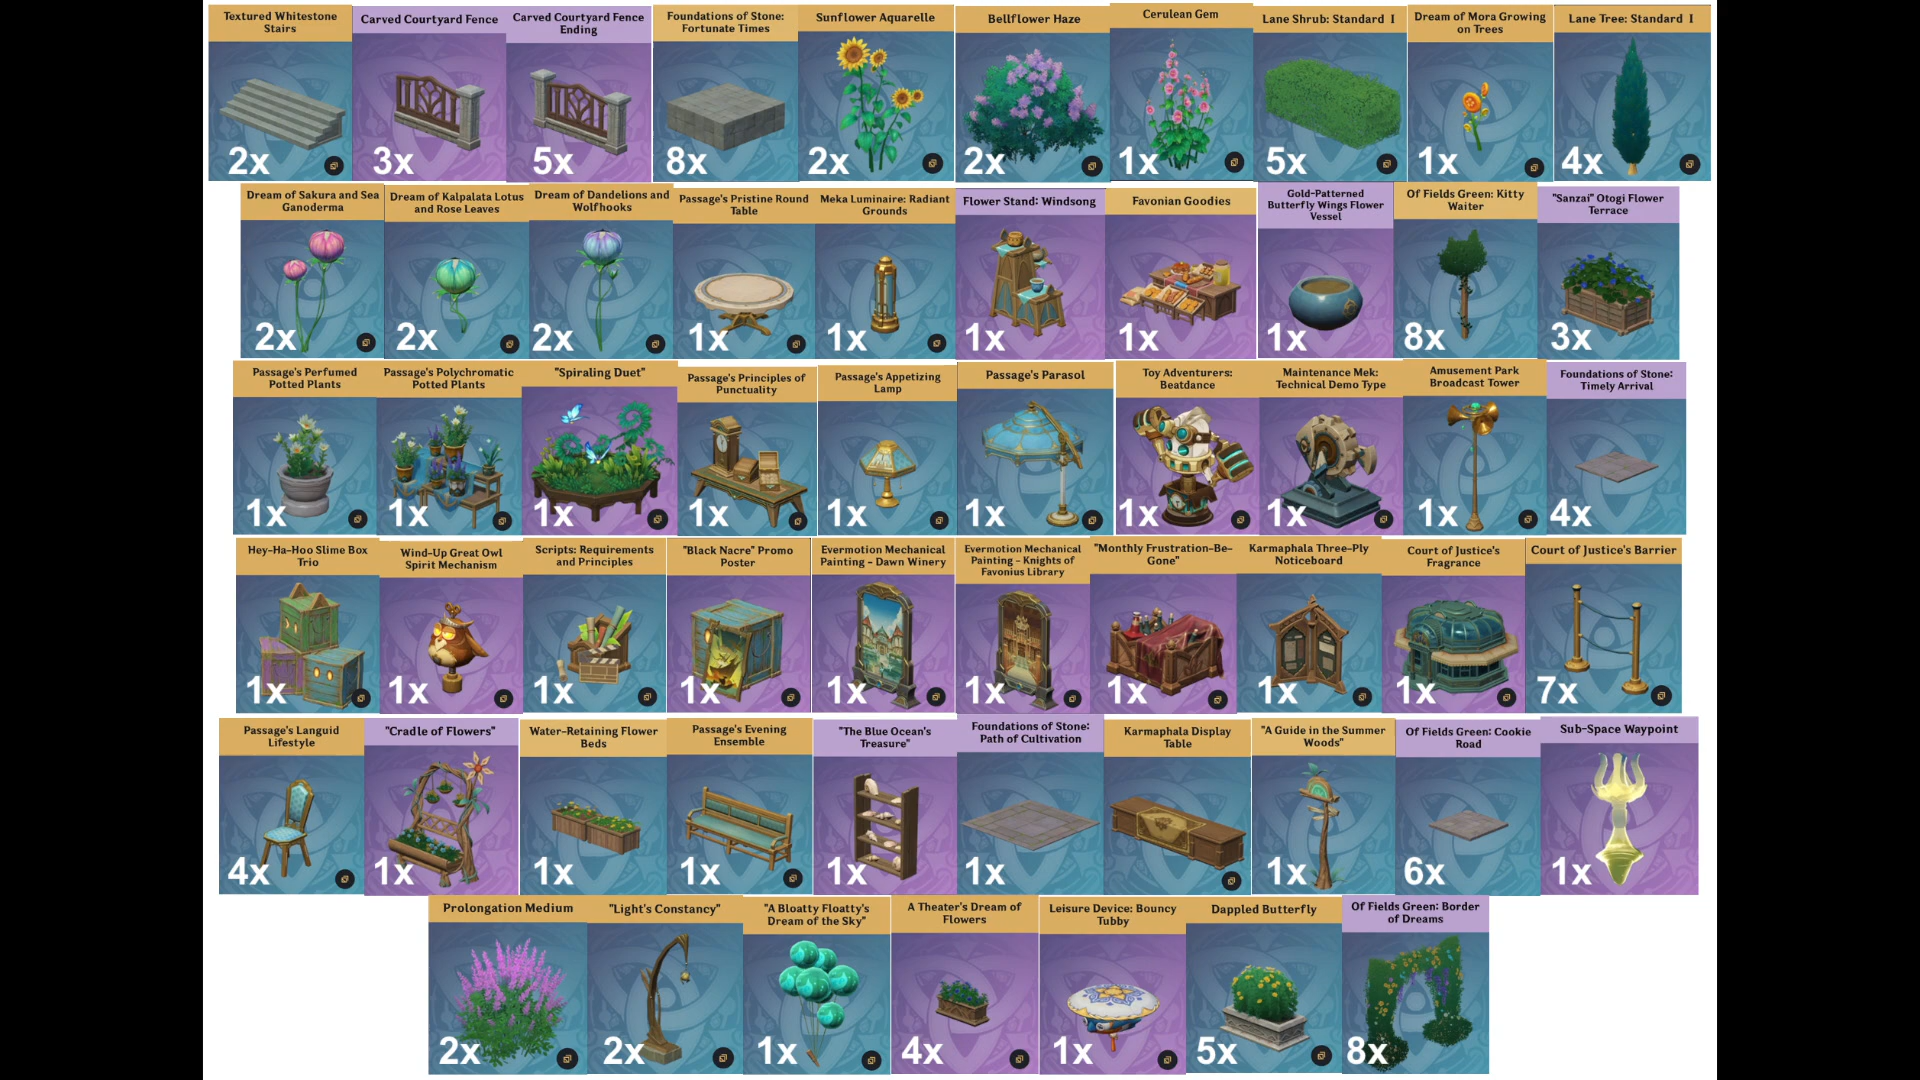 Textured Whitestone
Stairs
Carved Courtyard Fence
Carved Courtyard Fence
Ending
Foundations of Stone:
Fortunate Times
Sunflower Aquarelle
Bellflower Haze
Cerulean Gem
Lane Shrub: Standard I
Dream of Mora Growing
on Trees
Lane Tree: Standard I
2x
3x
5x
8x
2x
2x
1x
5x
1x
4x
Dream of Sakura and Sea
Ganoderma
Dream of Kalpalata Lotus
and Rose Leaves
Dream of Dandelions and
Wolfhooks
Passage's Pristine Round
Table
Meka Luminaire: Radiant
Grounds
Flower Stand: Windsong
Favonian Goodies
Gold-Patterned
Butterfly Wings Flower
Vessel
Of Fields Green: Kitty
Waiter
"Sanzai" Otogi Flower
Terrace
2x
2x
2x
1x
1x
1x
1x
1x
8x
3x
Passage's Perfumed
Potted Plants
Passage's Polychromatic
Potted Plants
"Spiraling Duet"
Passage's Principles of
Punctuality
Passage's Appetizing
Lamp
Passage's Parasol
Toy Adventurers:
Beatdance
Maintenance Mek:
Technical Demo Type
Amusement Park
Broadcast Tower
Foundations of Stone:
Timely Arrival
1x
1x
1x
1x
1x
1x
1x
1x
1x
4x
Hey-Ha-Hoo Slime Box
Trio
Wind-Up Great Owl
Spirit Mechanism
Scripts: Requirements
and Principles
"Black Nacre" Promo
Poster
Evermotion Mechanical
Painting - Dawn Winery
Evermotion Mechanical
Painting - Knights of
Favonius Library
"Monthly Frustration-Be-
Gone"
Karmaphala Three-Ply
Noticeboard
Court of Justice's
Fragrance
Court of Justice's Barrier
1x
1x
1x
1x
1x
1x
1x
1x
1x
7x
Passage's Languid
Lifestyle
"Cradle of Flowers"
Water-Retaining Flower
Beds
Passage's Evening
Ensemble
"The Blue Ocean's
Treasure"
Foundations of Stone:
Path of Cultivation
Karmaphala Display
Table
"A Guide in the Summer
Woods"
Of Fields Green: Cookie
Road
Sub-Space Waypoint
4x
1x
1x
1x
1x
1x
1x
1x
6x
1x
Prolongation Medium
"Light's Constancy"
"A Bloatty Floatty's
Dream of the Sky"
A Theater's Dream of
Flowers
Leisure Device: Bouncy
Tubby
Dappled Butterfly
Of Fields Green: Border
of Dreams
2x
2x
1x
4x
1x
5x
8x